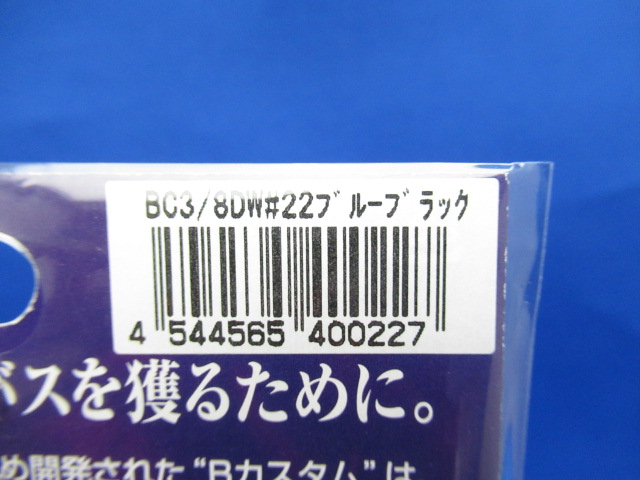 BC3/8DW#22ブルーブラック
4 544565 400227
バスを獲るために。
め開発された“Bカスタム”は